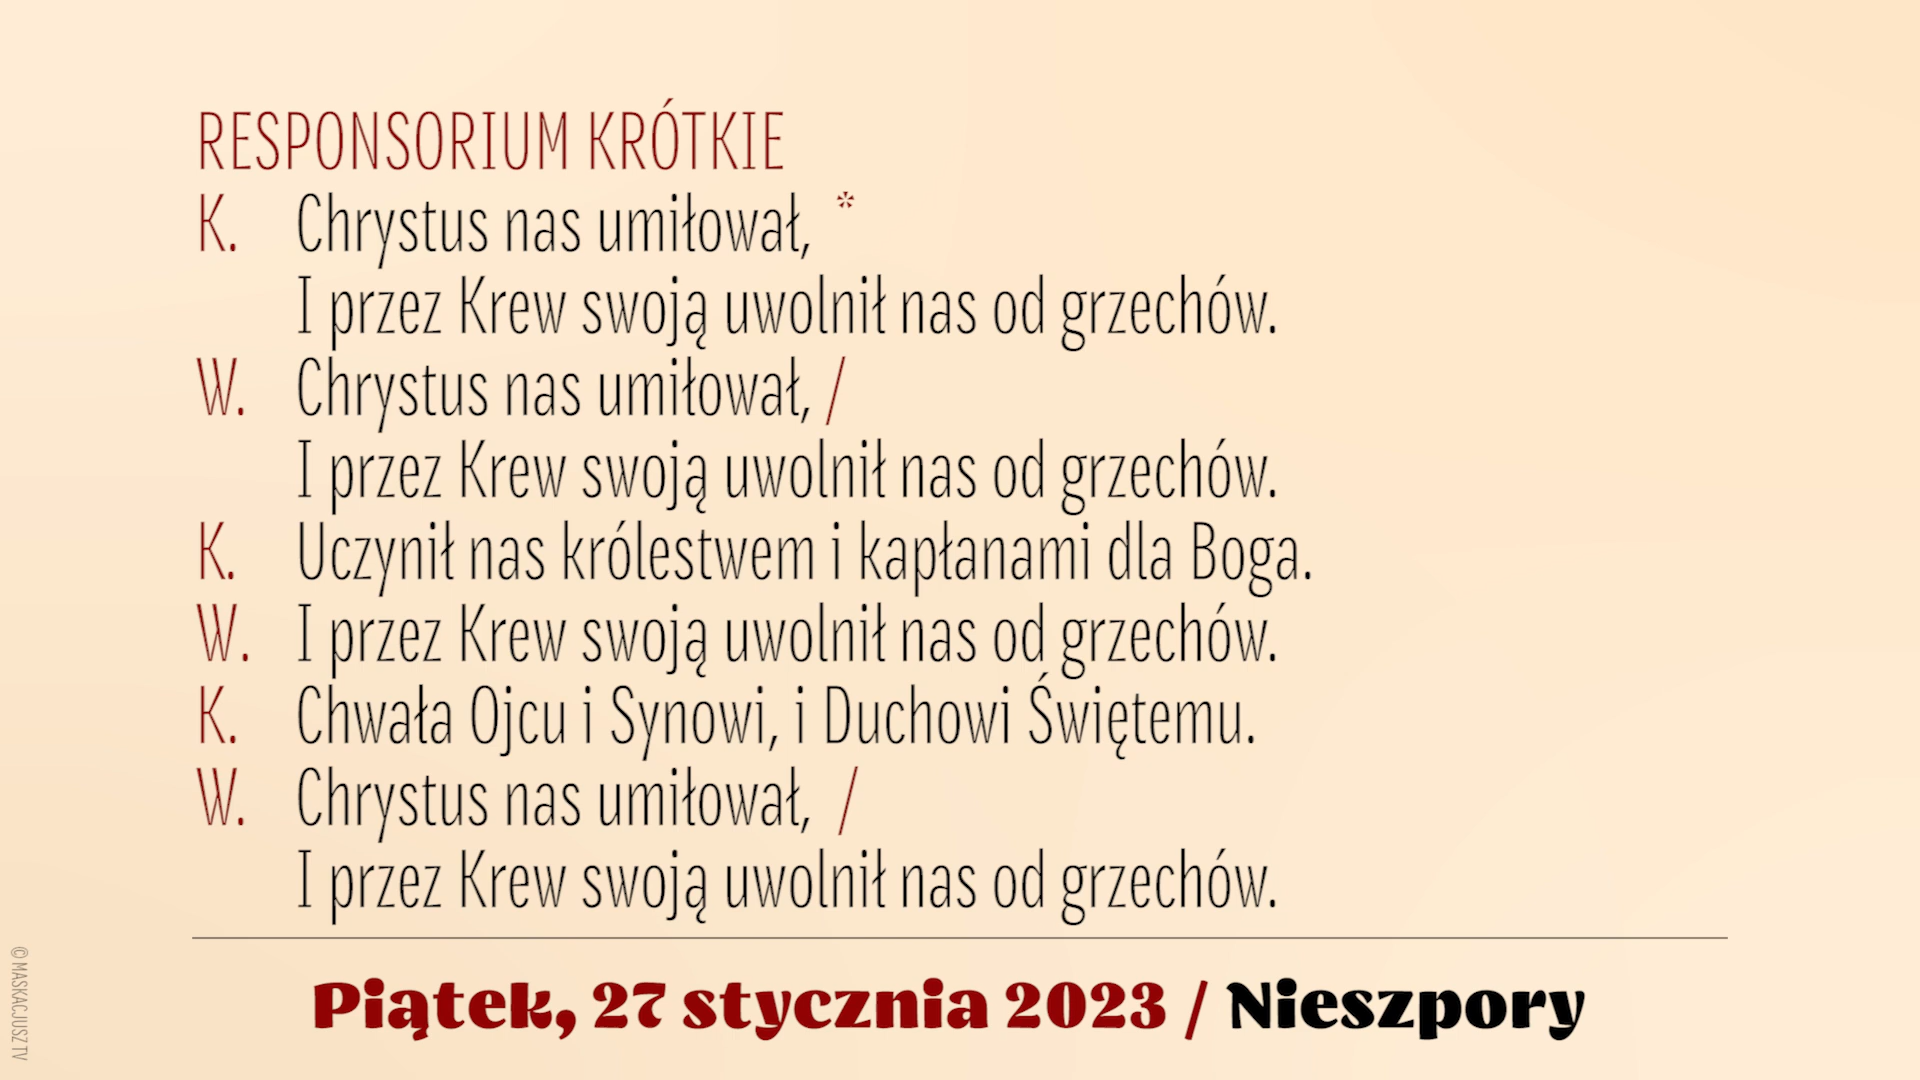 RESPONSORIUM KRÓTKIE
K. Chrystus nas umiłował, *
I przez Krew swoją uwolnił nas od grzechów.
W. Chrystus nas umiłował, /
I przez Krew swoją uwolnił nas od grzechów.
K. Uczynił nas królestwem i kapłanami dla Boga.
W. I przez Krew swoją uwolnił nas od grzechów.
K. Chwała Ojcu i Synowi, i Duchowi Świętemu.
W. Chrystus nas umiłował, /
I przez Krew swoją uwolnił nas od grzechów.
Piątek, 27 stycznia 2023 / Nieszpory
© MASKACJUSZ TV